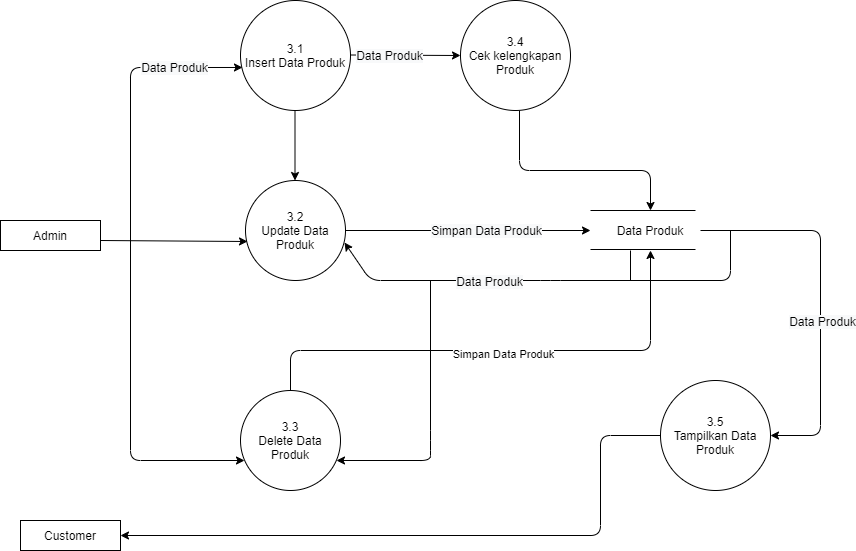 3.1
Insert Data Produk
3.4
Cek kelengkapan
Produk
Data Produk
Data Produk
3.2
Update Data
Produk
Admin
Simpan Data Produk
Data Produk
Data Produk
Data Produk
Simpan Data Produk
3.3
Delete Data
Produk
3.5
Tampilkan Data
Produk
Customer